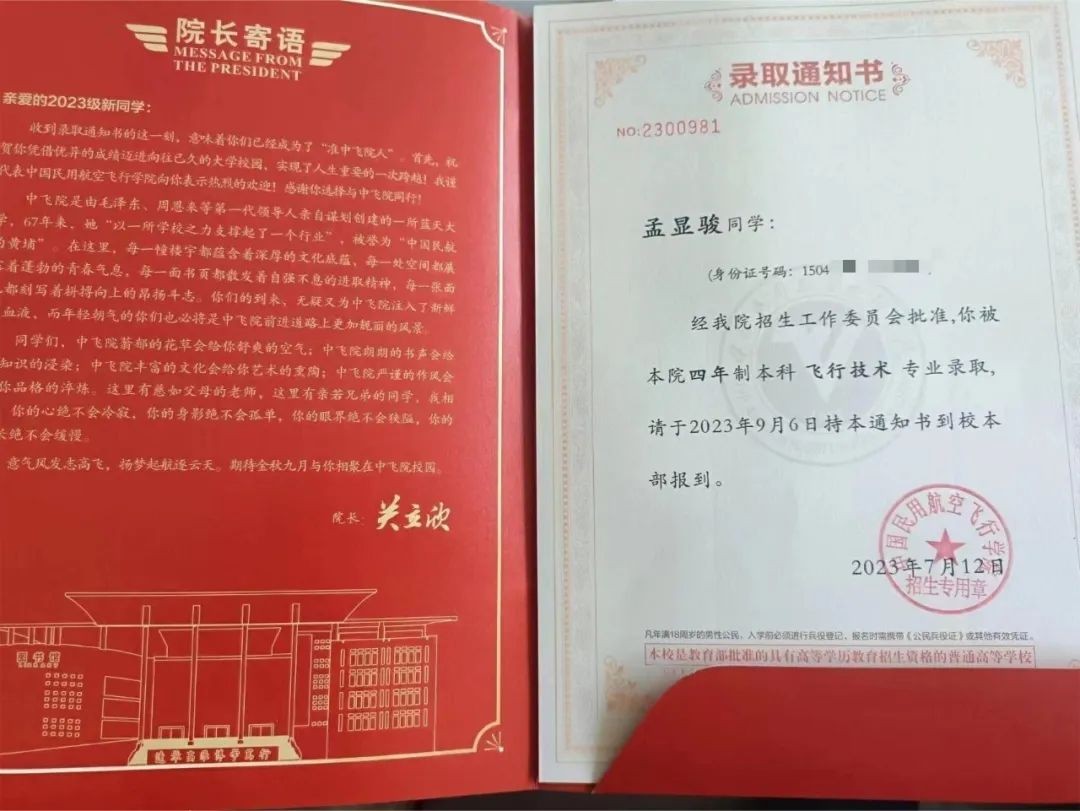 院长寄语
MESSAGE FROM
THE PRESIDENT
亲爱的2023级新同学：
收到录取通知书的这一刻，意味着你们已经成为了“准中飞院人”。首先，祝
贺你凭借优异的成绩迈进向往已久的大学校园，实现了人生重要的一次跨越！我谨
代表中国民用航空飞行学院向你表示热烈的欢迎！感谢你选择与中飞院同行！
中飞院是由毛泽东、周恩来等第一代领导人亲自谋划创建的一所蓝天大
学，67年来，她“以一所学校之力支撑起了一个行业”，被誉为“中国民航
的黄埔”。在这里，每一幢楼宇都蕴含着深厚的文化底蕴、每一处空间都展
着蓬勃的青春气息，每一面书页都散发着自强不息的进取精神，每一张面
都刻写着拼搏向上的昂扬斗志。你们的到来、无疑又为中飞院注入了新鲜
血液，而年轻朝气的你们也必将是中飞院前进道路上更加靓丽的风景。
同学们，中飞院蓊郁的花草会给你舒爽的空气；中飞院朗朗的书声会给
知识的浸染；中飞院丰富的文化会给你艺术的熏陶；中飞院严谨的作风会
你品格的淬炼。这里有慈如父母的老师，这里有亲若兄弟的同学，我相
你的心绝不会冷寂，你的身影绝不会孤单，你的眼界绝不会狭隘，你的
长绝不会缓慢。
意气风发志高飞，扬梦起航逐云天。期待金秋九月与你相聚在中飞院校园。
院长：关立欣
图书馆
录取通知书
ADMISSION NOTICE
NO:2300981
孟显骏同学：
(身份证号码：1504
经我院招生工作委员会批准,你被
本院四年制本科 飞行技术 专业录取,
请于2023年9月6日持本通知书到校本
部报到。
中国民用航空飞行学院
招生专用章
2023年7月12日
凡年满18周岁的男性公民，入学前必须进行兵役登记，报名时需携带《公民兵役证》或其他有效凭证。
本校是教育部批准的具有高等学历教育招生资格的普通高等学校